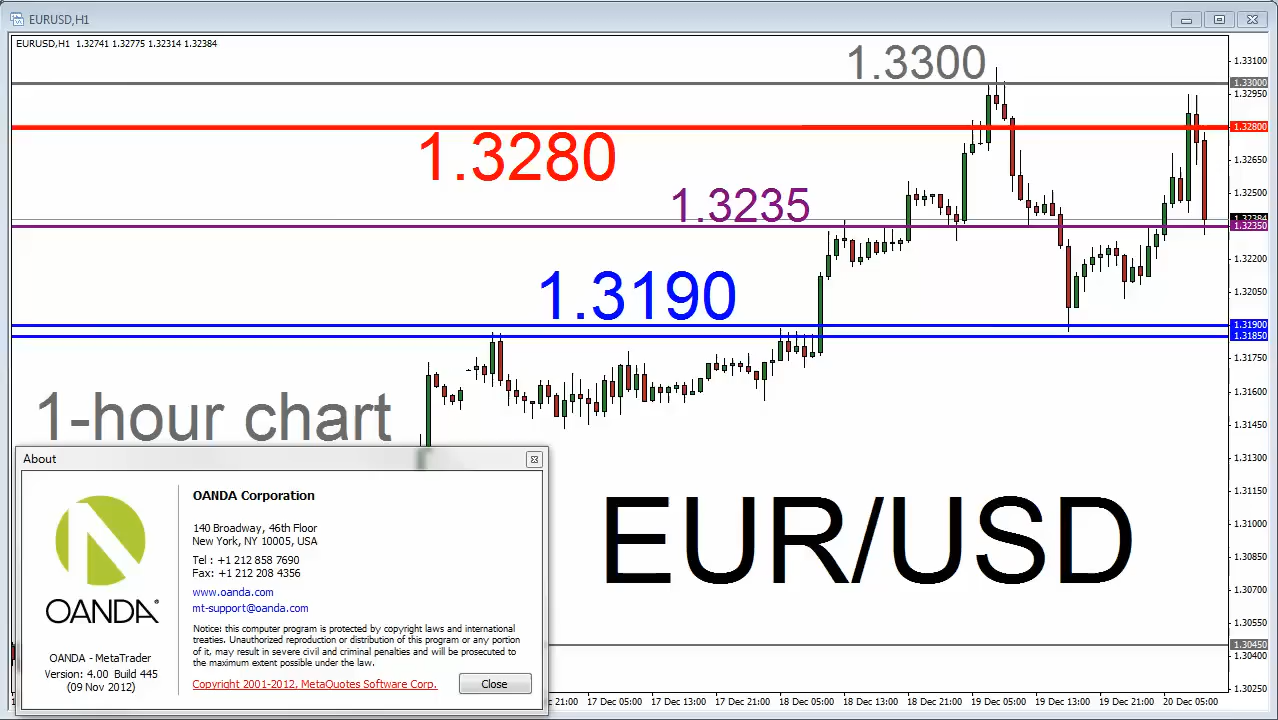 EURUSD,H1
EURUSD,H1 1.32741 1.32775 1.32314 1.32384
1.3300
1.3280
1.3235
1.3190
1-hour chart
EUR/USD
1.33100
1.33000
1.32950
1.32800
1.32650
1.32500
1.32384
1.32350
1.32200
1.32050
1.31900
1.31850
1.31750
1.31600
1.31450
1.31300
1.31150
1.31000
1.30850
1.30700
1.30550
1.30450
1.30400
1.30250
About
OANDA Corporation
140 Broadway, 46th Floor
New York, NY 10005, USA
Tel : +1 212 858 7690
Fax: +1 212 208 4356
www.oanda.com
mt-support@oanda.com
Notice: this computer program is protected by copyright laws and international
treaties. Unauthorized reproduction or distribution of this program or any portion
of it, may result in severe civil and criminal penalties and will be prosecuted to
the maximum extent possible under the law.
Copyright 2001-2012, MetaQuotes Software Corp.
Close
OANDA®
OANDA - MetaTrader
Version: 4.00 Build 445
(09 Nov 2012)
21:00 17 Dec 05:00 17 Dec 13:00 17 Dec 21:00 18 Dec 05:00 18 Dec 13:00 18 Dec 21:00 19 Dec 05:00 19 Dec 13:00 19 Dec 21:00 20 Dec 05:00